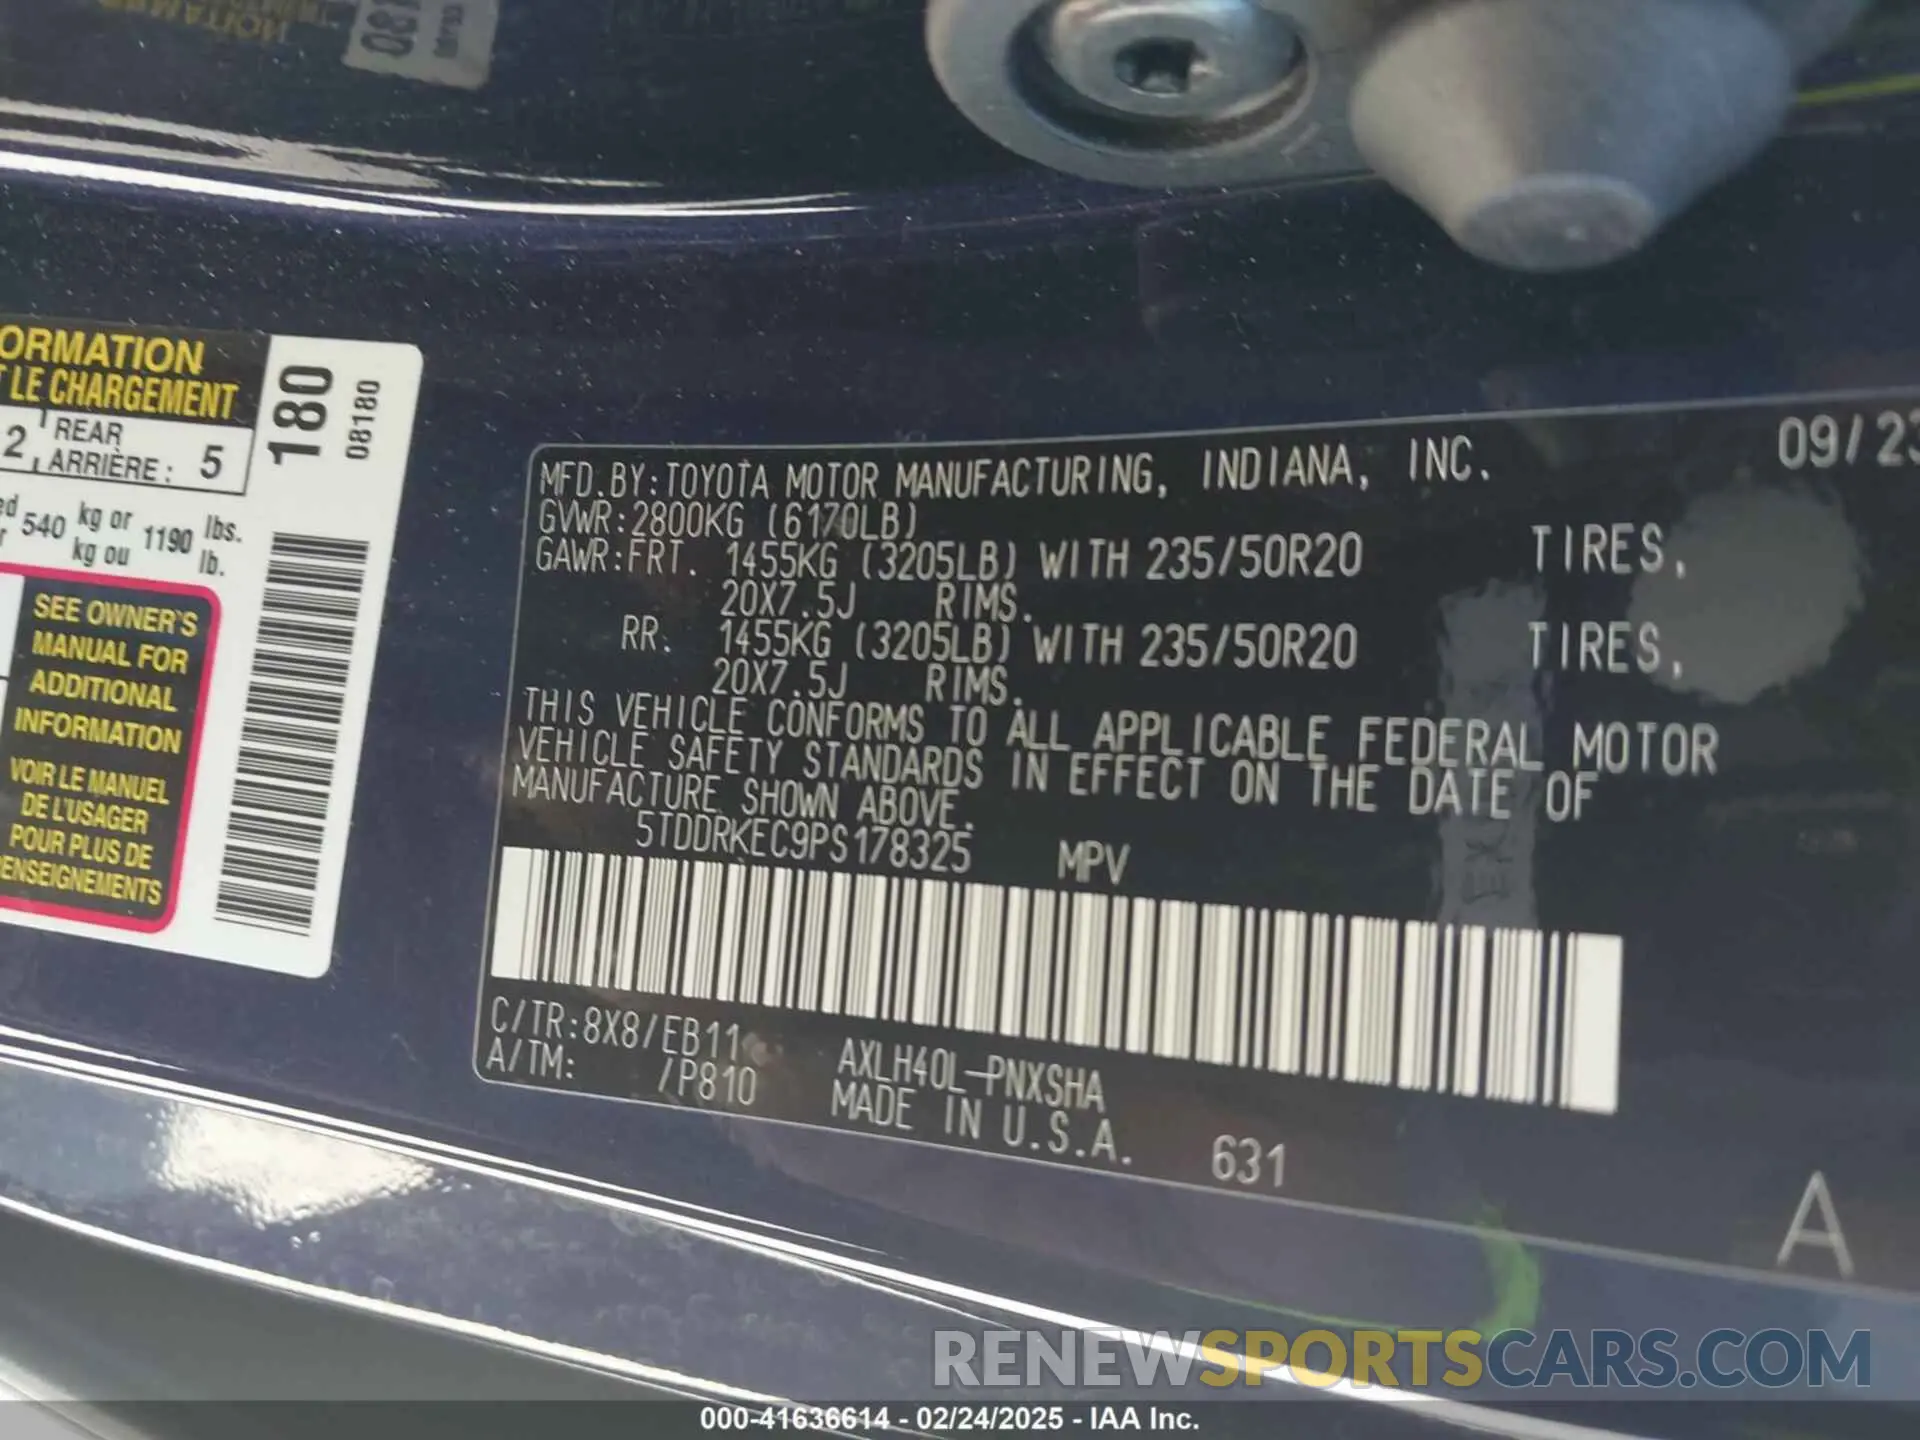 ORMATION
T LE CHARGEMENT
2 REAR
ARRIÈRE : 5
540 kg or 1190 lbs.
kg ou lb.
SEE OWNER'S
MANUAL FOR
ADDITIONAL
INFORMATION
VOIR LE MANUEL
DE L'USAGER
POUR PLUS DE
ENSEIGNEMENTS
180
08180
09/23
MFD.BY:TOYOTA MOTOR MANUFACTURING, INDIANA, INC.
GVWR:2800KG (6170LB)
GAWR:FRT. 1455KG (3205LB) WITH 235/50R20 TIRES,
20X7.5J RIMS.
RR. 1455KG (3205LB) WITH 235/50R20 TIRES,
20X7.5J RIMS.
THIS VEHICLE CONFORMS TO ALL APPLICABLE FEDERAL MOTOR
VEHICLE SAFETY STANDARDS IN EFFECT ON THE DATE OF
MANUFACTURE SHOWN ABOVE.
5TDDRKEC9PS178325 MPV
C/TR:8X8/EB11 AXLH40L-PNXSHA
A/TM: /P810 MADE IN U.S.A. 631
A
RENEWSPORTSCARS.COM
000-41636614 - 02/24/2025 - IAA Inc.